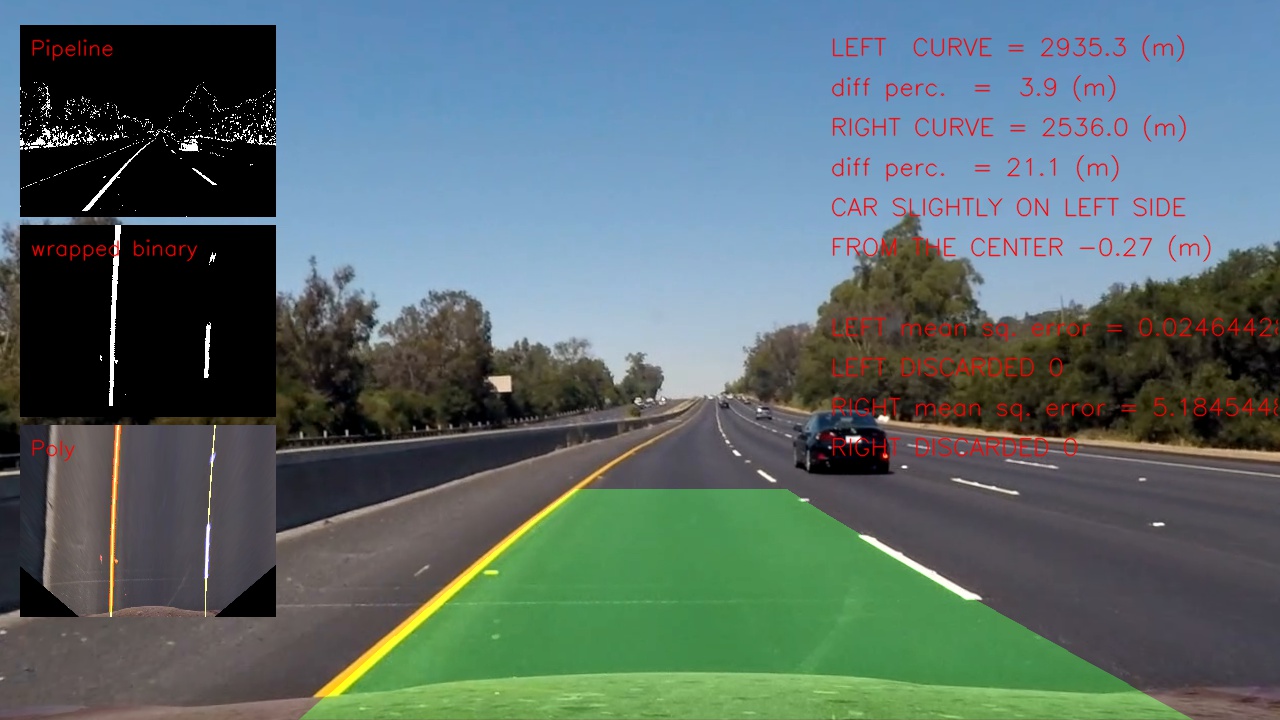 Pipeline
wrapped binary
Poly
LEFT CURVE = 2935.3 (m)
diff perc. = 3.9 (m)
RIGHT CURVE = 2536.0 (m)
diff perc. = 21.1 (m)
CAR SLIGHTLY ON LEFT SIDE
FROM THE CENTER -0.27 (m)
LEFT mean sq. error = 0.02464428
LEFT DISCARDED 0
RIGHT mean sq. error = 5.1845449
RIGHT DISCARDED 0